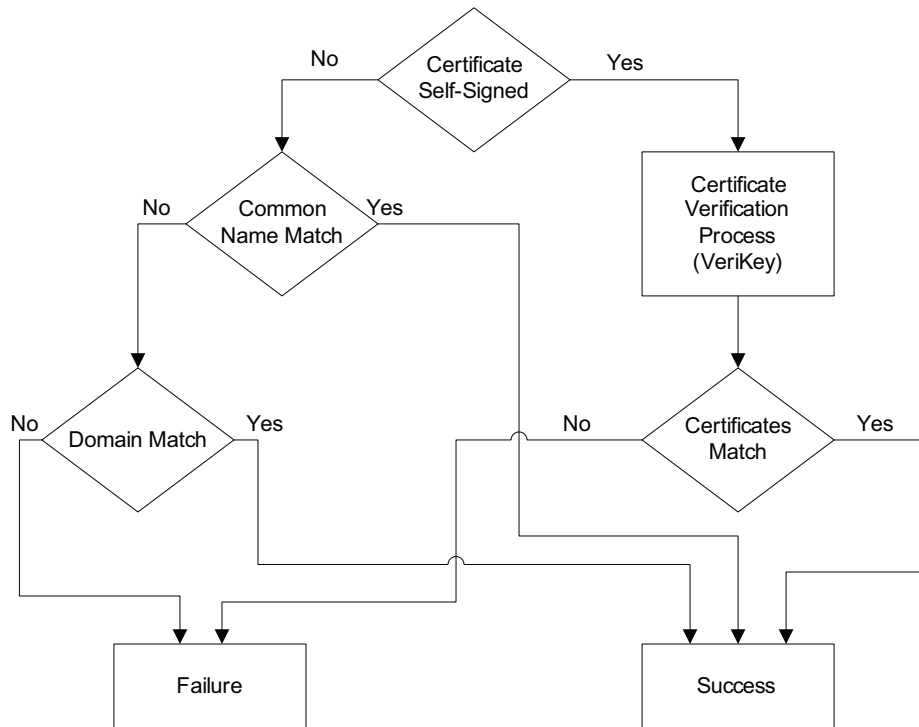 No
Certificate
Self-Signed
Yes
No
Common
Name Match
Yes
Certificate
Verification
Process
(VeriKey)
No
Domain Match
Yes
No
Certificates
Match
Yes
Failure
Success